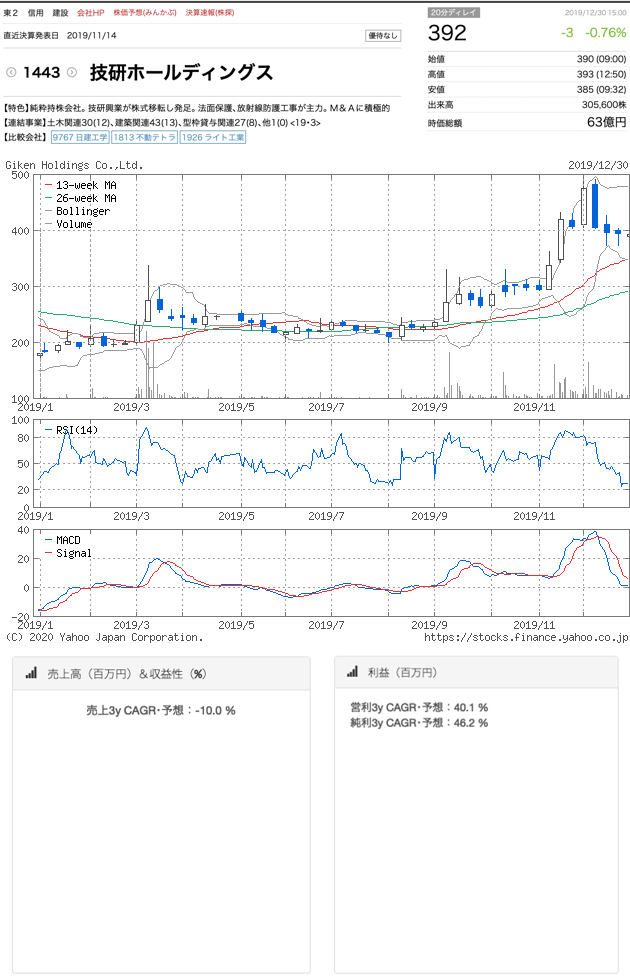 東2 信用 建設 会社HP 株価予想(みんかぶ) 決算速報(株探)
直近決算発表日 2019/11/14 優待なし
1443 技研ホールディングス
20分ディレイ 2019/12/30 15:00
392 -3 -0.76%
始値 390 (09:00)
高値 393 (12:50)
安値 385 (09:32)
出来高 305,600株
時価総額 63億円
【特色】純粋持株会社。技研興業が株式移転し発足。法面保護、放射線防護工事が主力。M&Aに積極的
【連結事業】土木関連30(12)、建築関連43(13)、型枠貸与関連27(8)、他1(0) <19・3>
【比較会社】 9767 日建工学 1813 不動テトラ 1926 ライト工業
Giken Holdings Co.,Ltd. 2019/12/30
500
13-week MA
26-week MA
Bollinger
Volume
400
300
200
100
2019/1 2019/3 2019/5 2019/7 2019/9 2019/11
100
RSI(14)
80
50
20
0
2019/1 2019/3 2019/5 2019/7 2019/9 2019/11
40
MACD
Signal
20
0
-20
2019/1 2019/3 2019/5 2019/7 2019/9 2019/11
(C) 2020 Yahoo Japan Corporation. https://stocks.finance.yahoo.co.jp
売上高（百万円）＆収益性（%）
売上3y CAGR・予想：-10.0 %
利益（百万円）
営利3y CAGR・予想：40.1 %
純利3y CAGR・予想：46.2 %